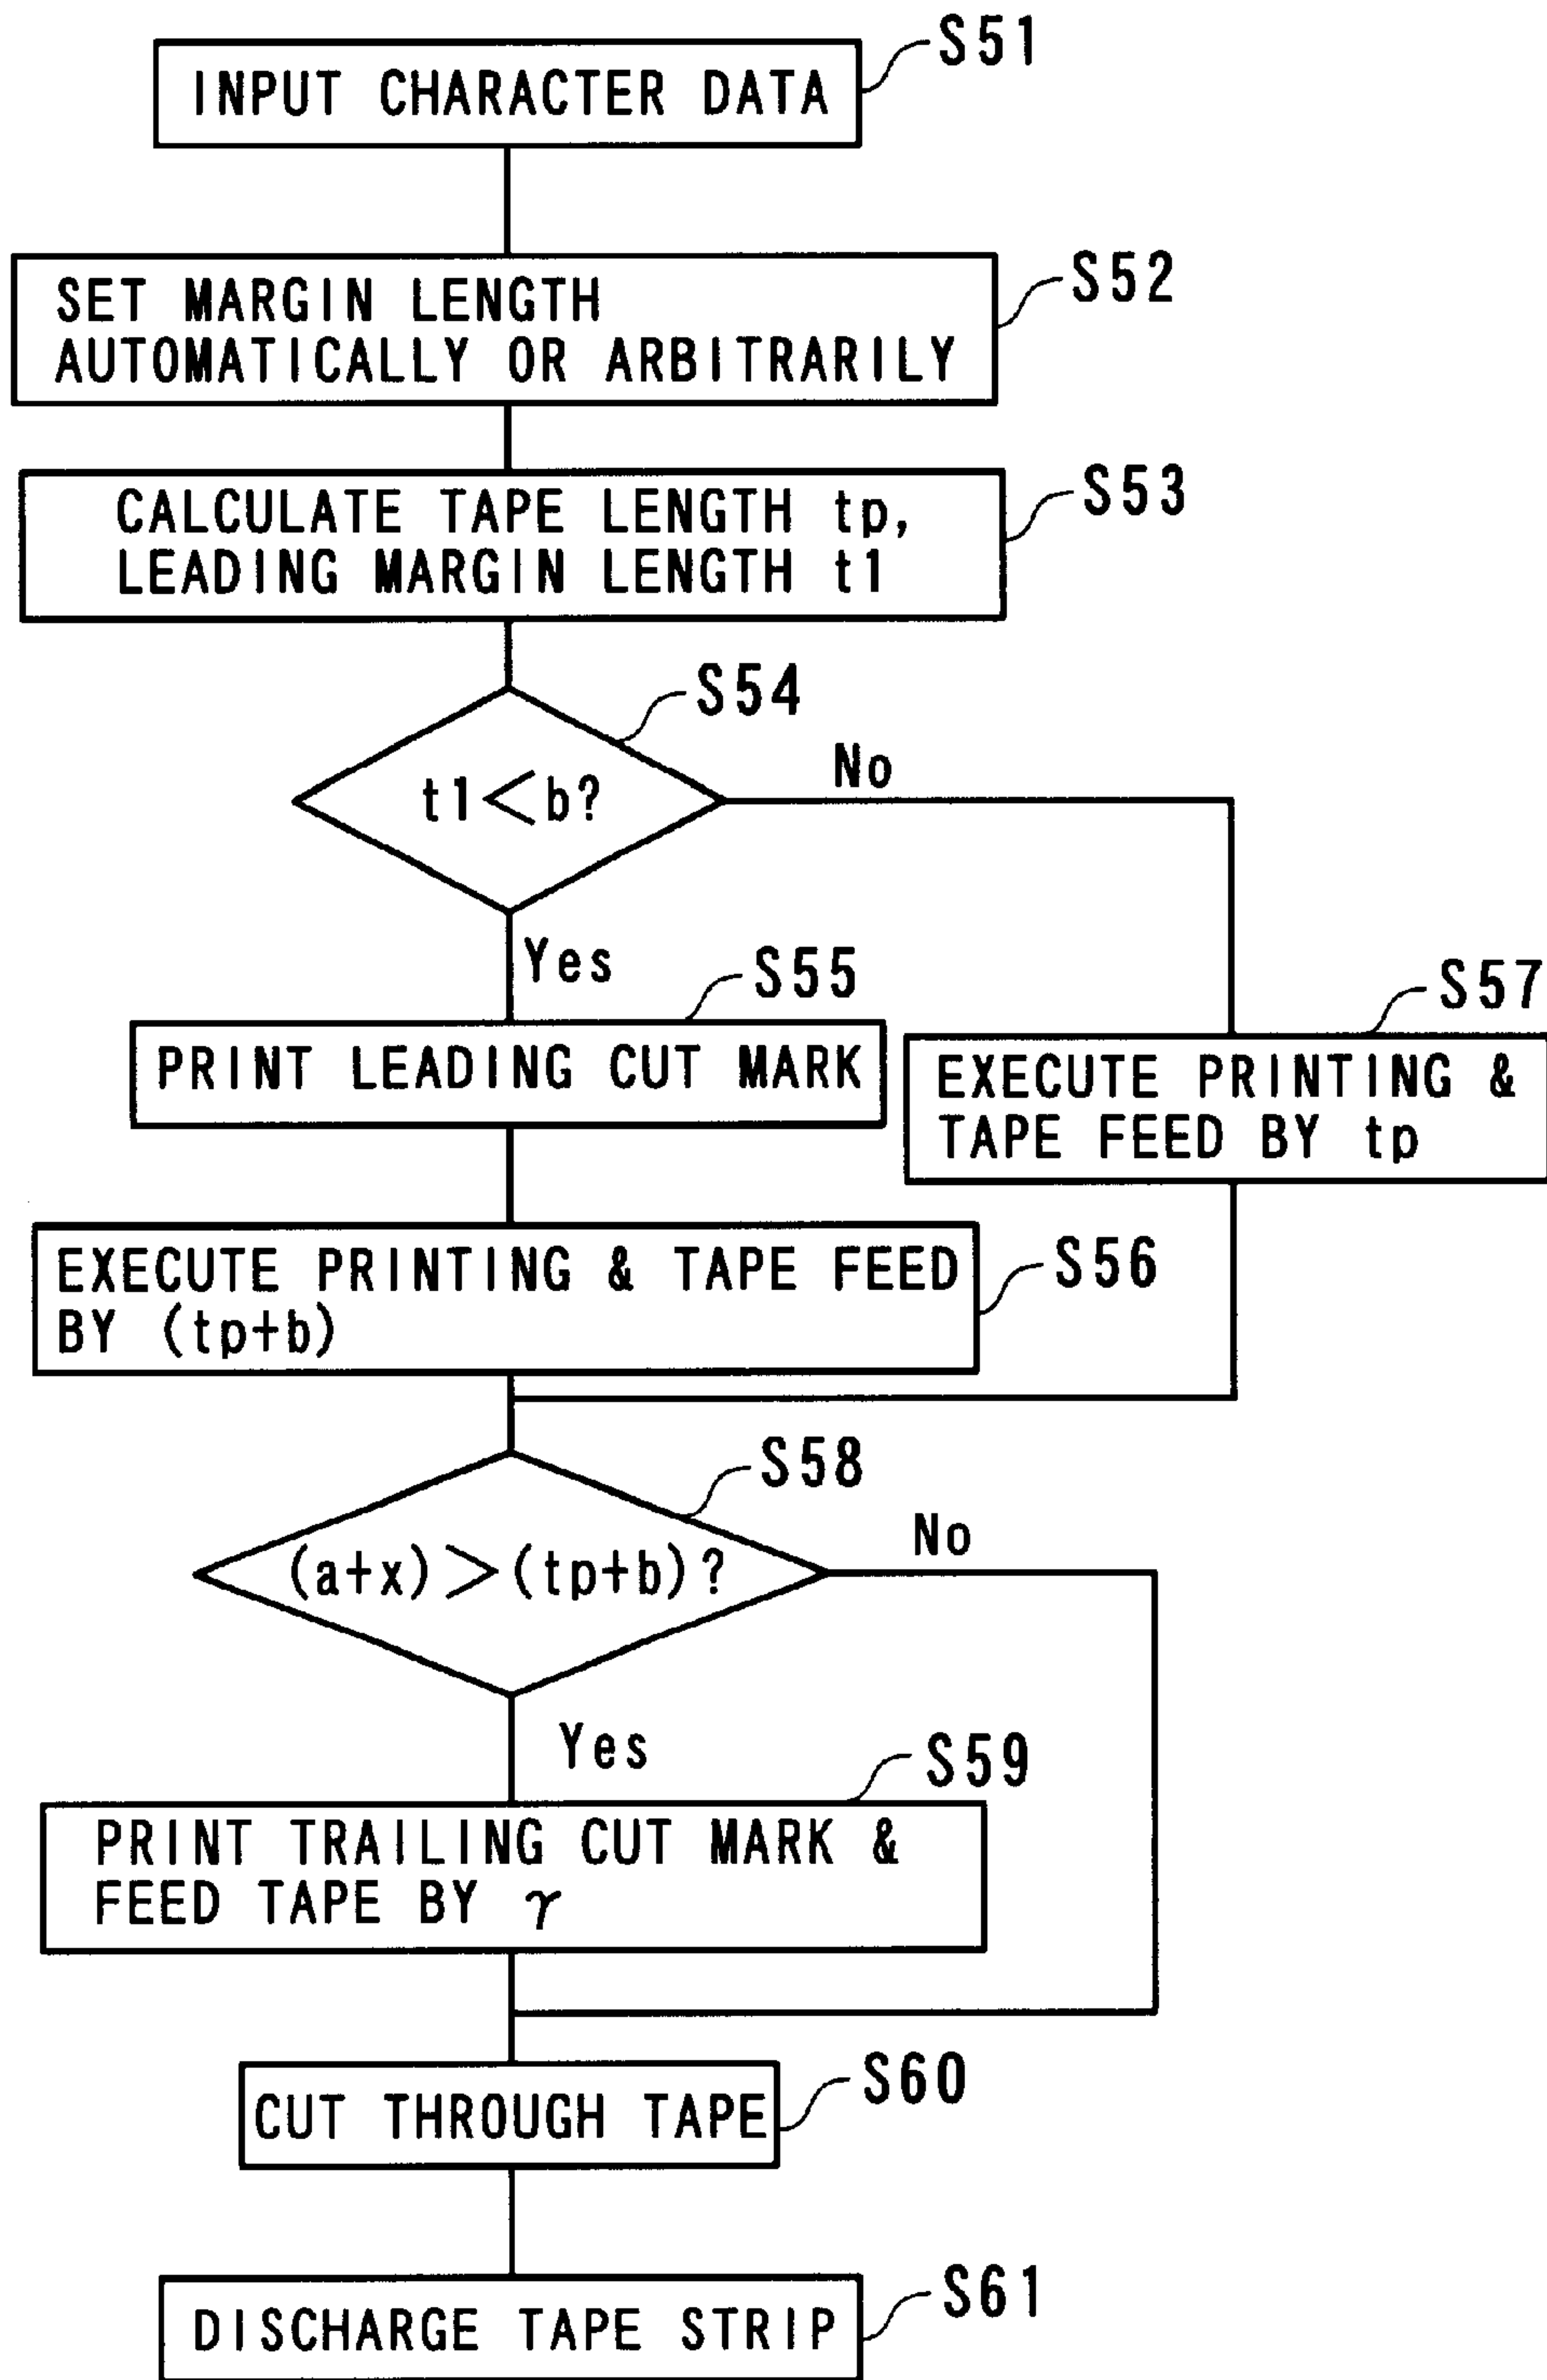 S51
INPUT CHARACTER DATA
S52
SET MARGIN LENGTH
AUTOMATICALLY OR ARBITRARILY
S53
CALCULATE TAPE LENGTH tp,
LEADING MARGIN LENGTH t1
S54
t1<b?
No
Yes
S55
PRINT LEADING CUT MARK
S57
EXECUTE PRINTING &
TAPE FEED BY tp
S56
EXECUTE PRINTING & TAPE FEED
BY (tp+b)
S58
(a+x)>(tp+b)?
No
Yes
S59
PRINT TRAILING CUT MARK &
FEED TAPE BY γ
S60
CUT THROUGH TAPE
S61
DISCHARGE TAPE STRIP